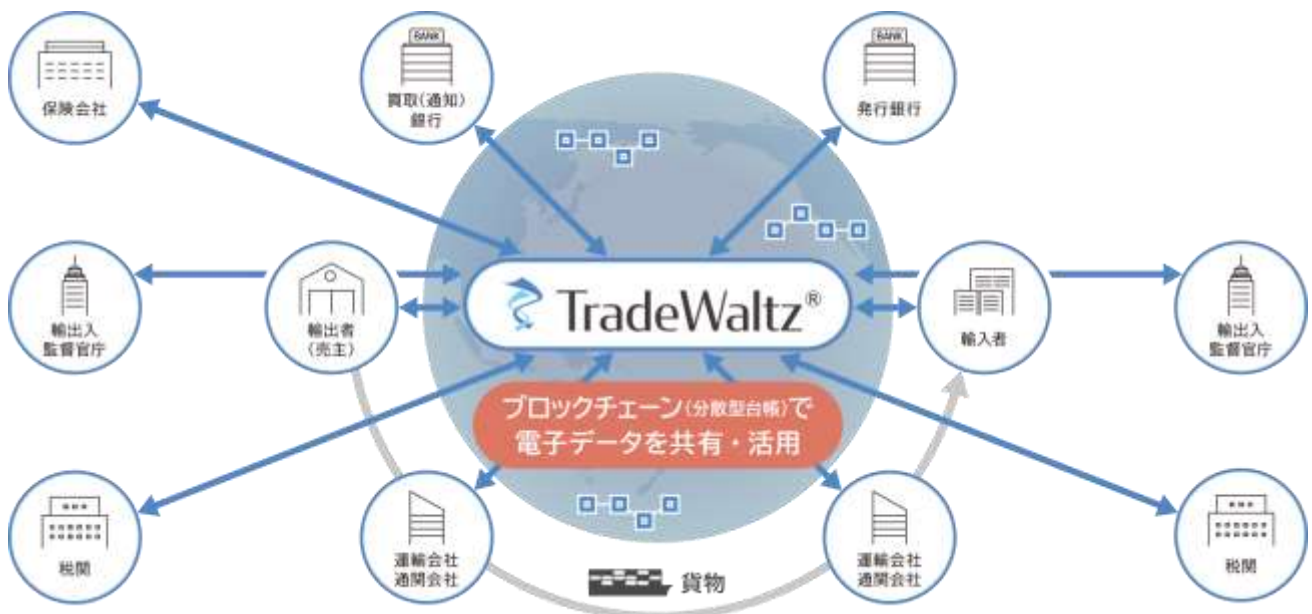 BANK
BANK
保険会社
買取(通知)
銀行
発行銀行
輸出入
監督官庁
輸出者
(売主)
TradeWaltz®
輸入者
輸出入
監督官庁
ブロックチェーン(分散型台帳)で
電子データを共有・活用
税関
運輸会社
通関会社
貨物
運輸会社
通関会社
税関